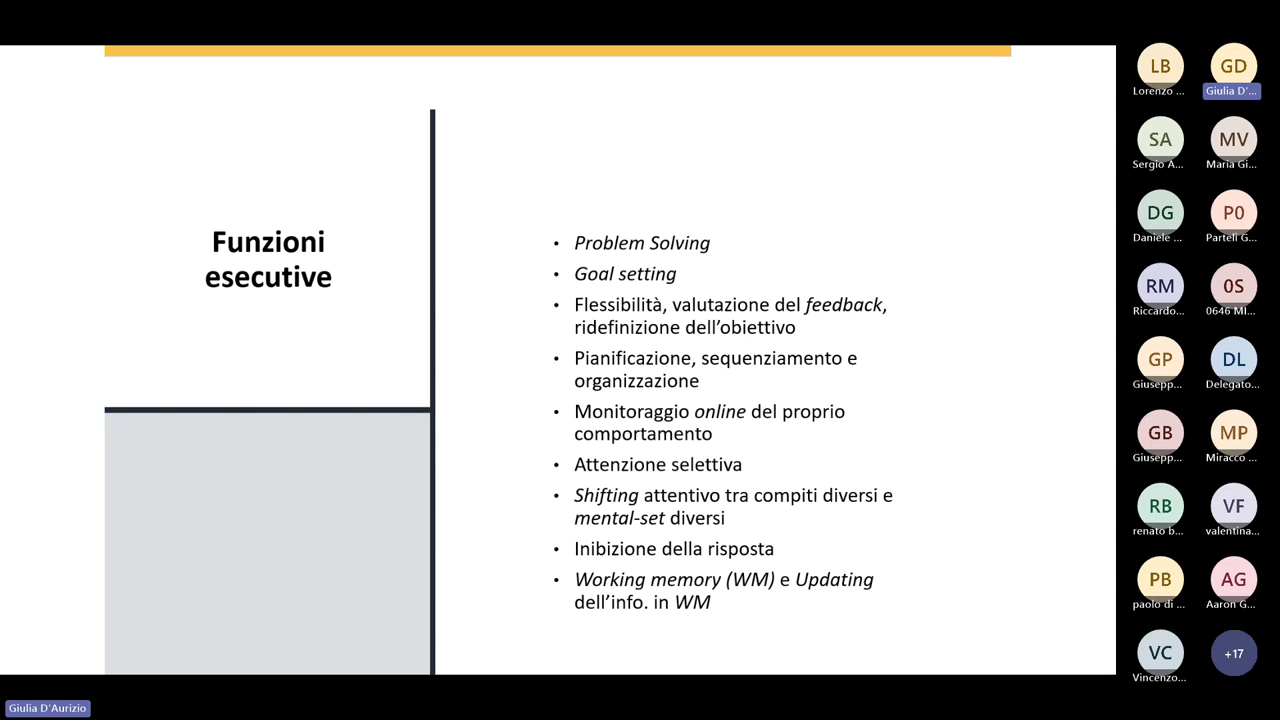 Funzioni
esecutive
• Problem Solving
• Goal setting
• Flessibilità, valutazione del feedback,
ridefinizione dell'obiettivo
• Pianificazione, sequenziamento e
organizzazione
• Monitoraggio online del proprio
comportamento
• Attenzione selettiva
• Shifting attentivo tra compiti diversi e
mental-set diversi
• Inibizione della risposta
• Working memory (WM) e Updating
dell'info. in WM
LB
Lorenzo ...
GD
Giulia D'...
SA
Sergio A...
MV
Maria Gi...
DG
Daniele ...
P0
Parteli G...
RM
Riccardo...
0S
0646 MI...
GP
Giusepp...
DL
Delegato...
GB
Giusepp...
MP
Miracco ...
RB
renato b...
VF
valentina...
PB
paolo di ...
AG
Aaron G...
VC
Vincenzo...
+17
Giulia D'Aurizio